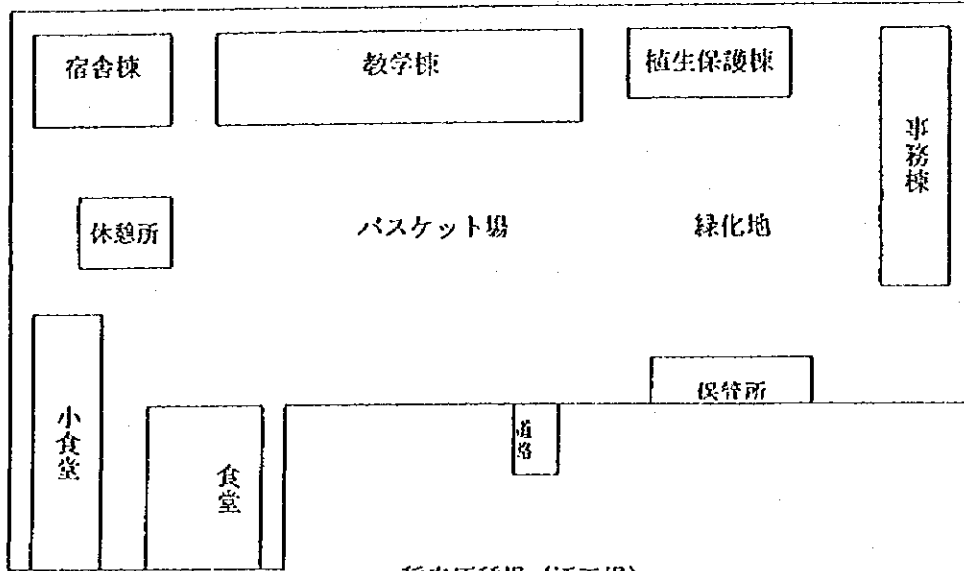 宿舎棟
教学棟
植生保護棟
事務棟
休憩所
バスケット場
緑化地
保管所
小食堂
食堂
道路